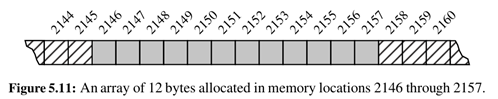 2144 2145 2146 2147 2148 2149 2150 2151 2152 2153 2154 2155 2156 2157 2158 2159 2160
Figure 5.11: An array of 12 bytes allocated in memory locations 2146 through 2157.